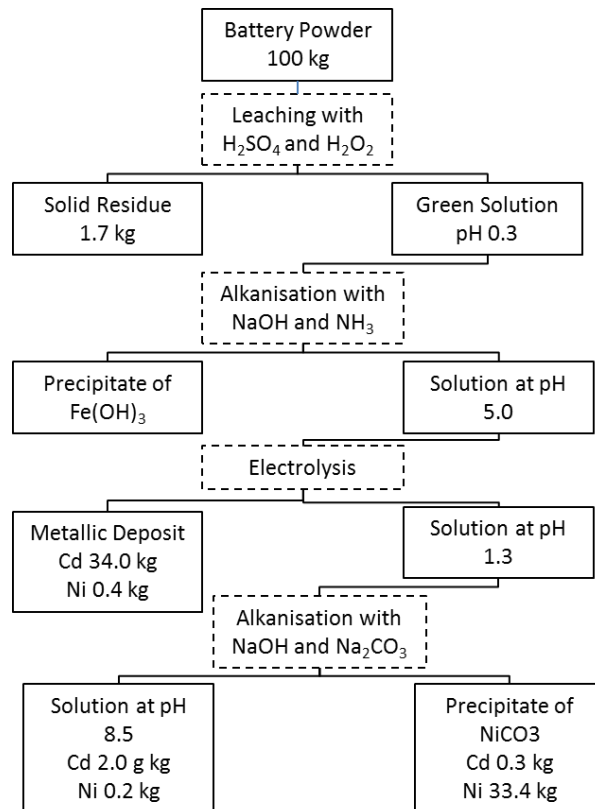 Battery Powder
100 kg
Leaching with
H₂SO₄ and H₂O₂
Solid Residue
1.7 kg
Green Solution
pH 0.3
Alkanisation with
NaOH and NH₃
Precipitate of
Fe(OH)₃
Solution at pH
5.0
Electrolysis
Metallic Deposit
Cd 34.0 kg
Ni 0.4 kg
Solution at pH
1.3
Alkanisation with
NaOH and Na₂CO₃
Solution at pH
8.5
Cd 2.0 g kg
Ni 0.2 kg
Precipitate of
NiCO3
Cd 0.3 kg
Ni 33.4 kg